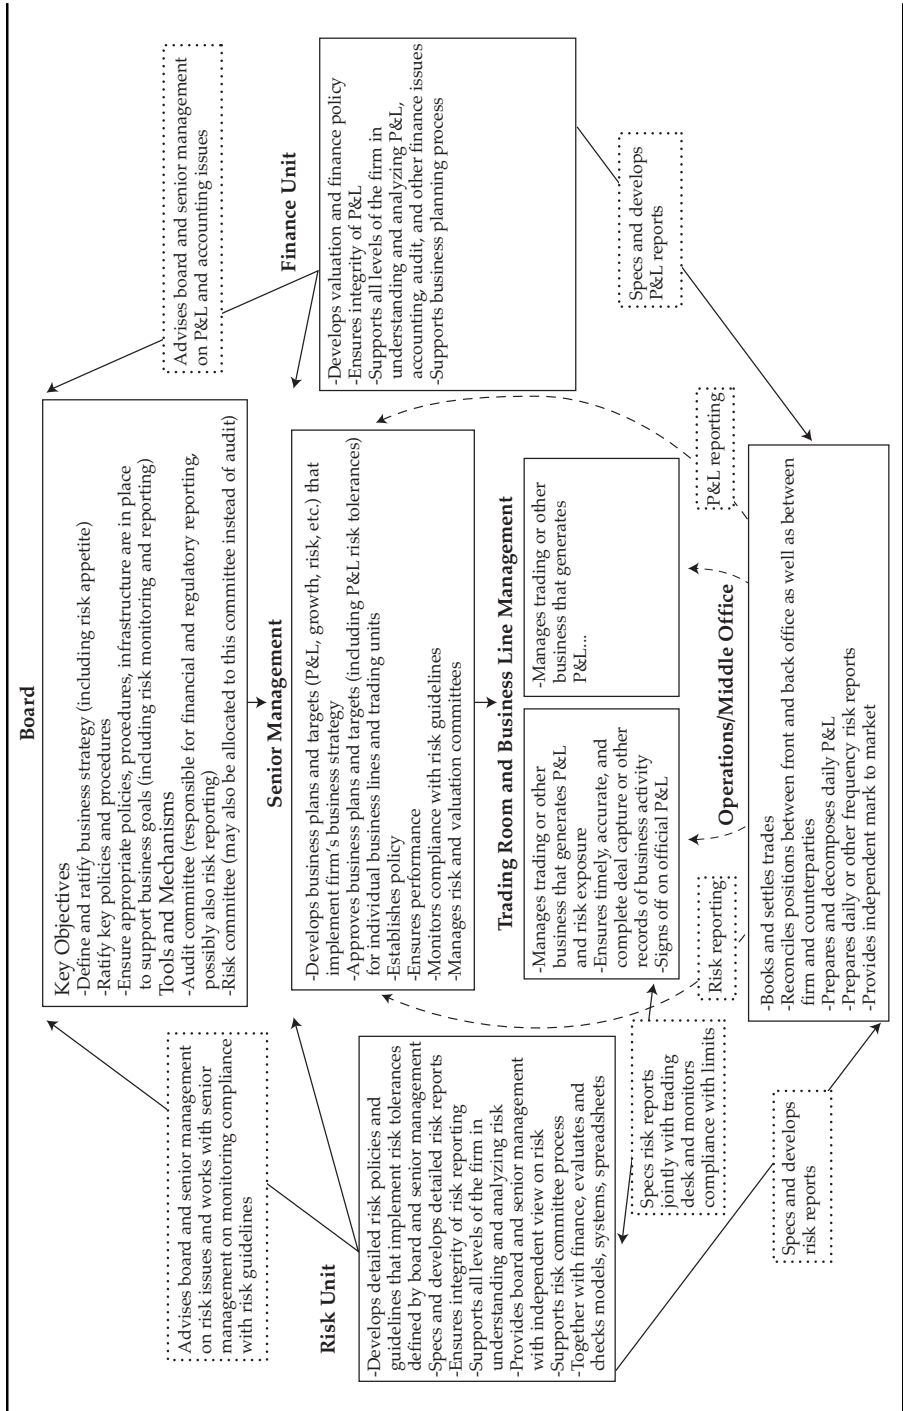 Board
Key Objectives
-Define and ratify business strategy (including risk appetite)
-Ratify key policies and procedures
-Ensure appropriate policies, procedures, infrastructure are in place
to support business goals (including risk monitoring and reporting)
Tools and Mechanisms
-Audit committee (responsible for financial and regulatory reporting,
possibly also risk reporting)
-Risk committee (may also be allocated to this committee instead of audit)
Advises board and senior management
on risk issues and works with senior
management on monitoring compliance
with risk guidelines
Advises board and senior management
on P&L and accounting issues
Senior Management
-Develops business plans and targets (P&L, growth, risk, etc.) that
implement firm's business strategy
-Approves business plans and targets (including P&L risk tolerances)
for individual business lines and trading units
-Establishes policy
-Ensures performance
-Monitors compliance with risk guidelines
-Manages risk and valuation committees
Risk Unit
-Develops detailed risk policies and
guidelines that implement risk tolerances
defined by board and senior management
-Specs and develops detailed risk reports
-Ensures integrity of risk reporting
-Supports all levels of the firm in
understanding and analyzing risk
-Provides board and senior management
with independent view on risk
-Supports risk committee process
-Together with finance, evaluates and
checks models, systems, spreadsheets
Finance Unit
-Develops valuation and finance policy
-Ensures integrity of P&L
-Supports all levels of the firm in
understanding and analyzing P&L,
accounting, audit, and other finance issues
-Supports business planning process
Trading Room and Business Line Management
-Manages trading or other
business that generates P&L
and risk exposure
-Ensures timely, accurate, and
complete deal capture or other
records of business activity
-Signs off on official P&L
-Manages trading or other
business that generates
P&L...
Specs risk reports
jointly with trading
desk and monitors
compliance with limits
Risk reporting
P&L reporting
Specs and develops
P&L reports
Operations/Middle Office
-Books and settles trades
-Reconciles positions between front and back office as well as between
firm and counterparties
-Prepares and decomposes daily P&L
-Prepares daily or other frequency risk reports
-Provides independent mark to market
Specs and develops
risk reports